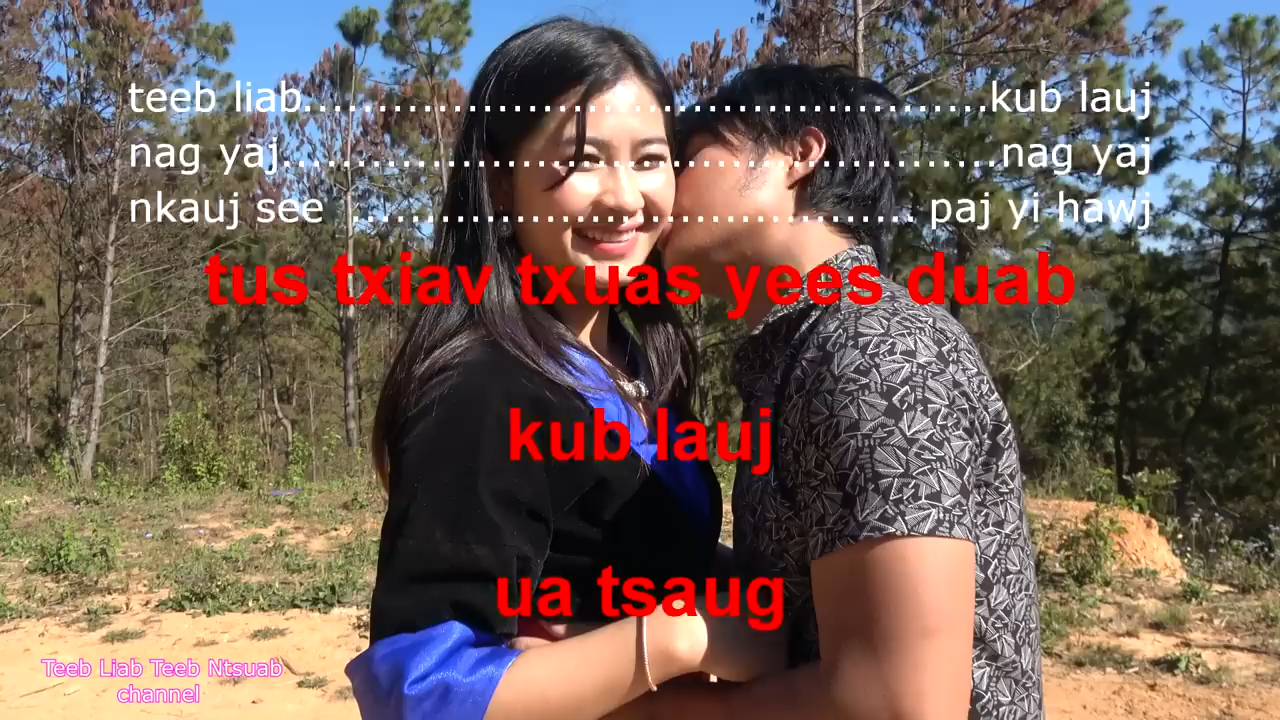 teeb liab..............................................kub lauj
nag yaj................................................nag yaj
nkauj see ...................................... paj yi hawj
tus txiav txuas yees duab
kub lauj
ua tsaug
Teeb Liab Teeb Ntsuab
channel